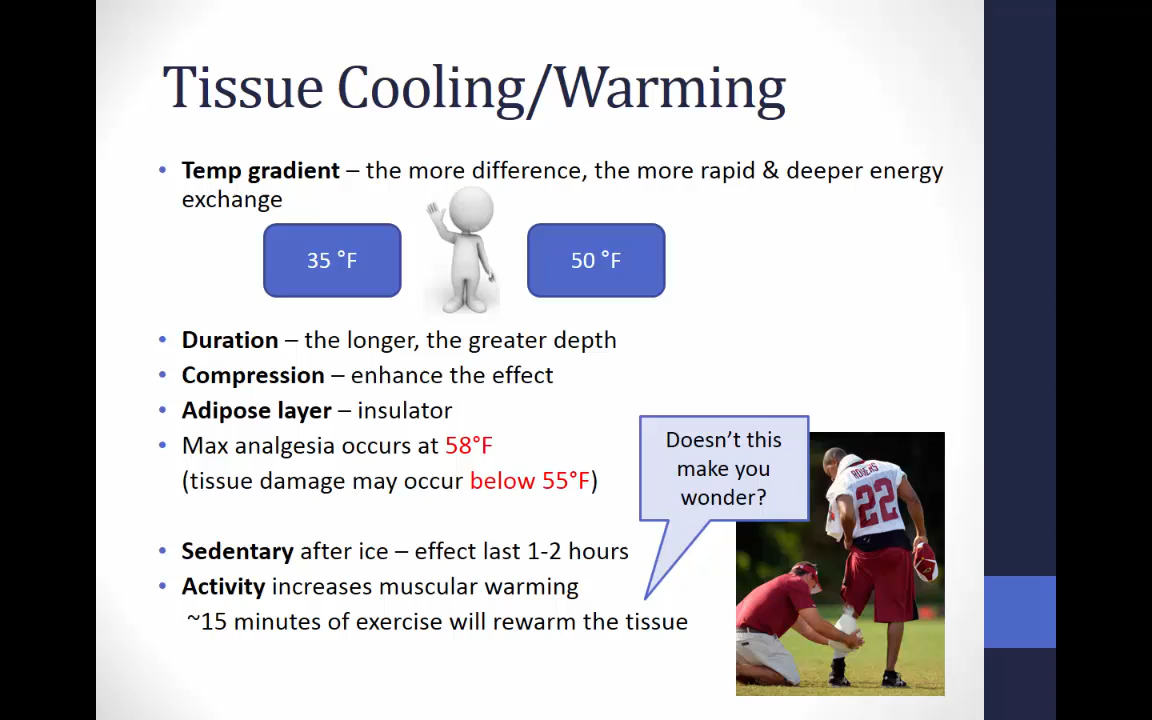 Tissue Cooling/Warming
• Temp gradient – the more difference, the more rapid & deeper energy
exchange
35 °F
50 °F
• Duration – the longer, the greater depth
• Compression – enhance the effect
• Adipose layer – insulator
• Max analgesia occurs at 58°F
(tissue damage may occur below 55°F)
Doesn’t this
make you
wonder?
• Sedentary after ice – effect last 1-2 hours
• Activity increases muscular warming
~15 minutes of exercise will rewarm the tissue
22